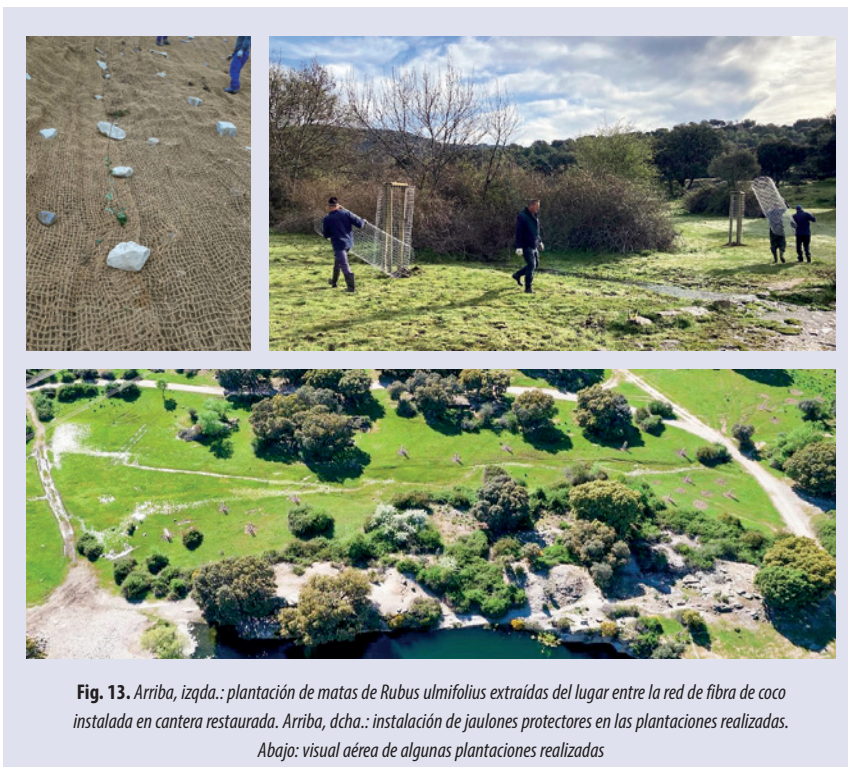 Fig. 13. Arriba, izqda.: plantación de matas de Rubus ulmifolius extraídas del lugar entre la red de fibra de coco
instalada en cantera restaurada. Arriba, dcha.: instalación de jaulones protectores en las plantaciones realizadas.
Abajo: visual aérea de algunas plantaciones realizadas